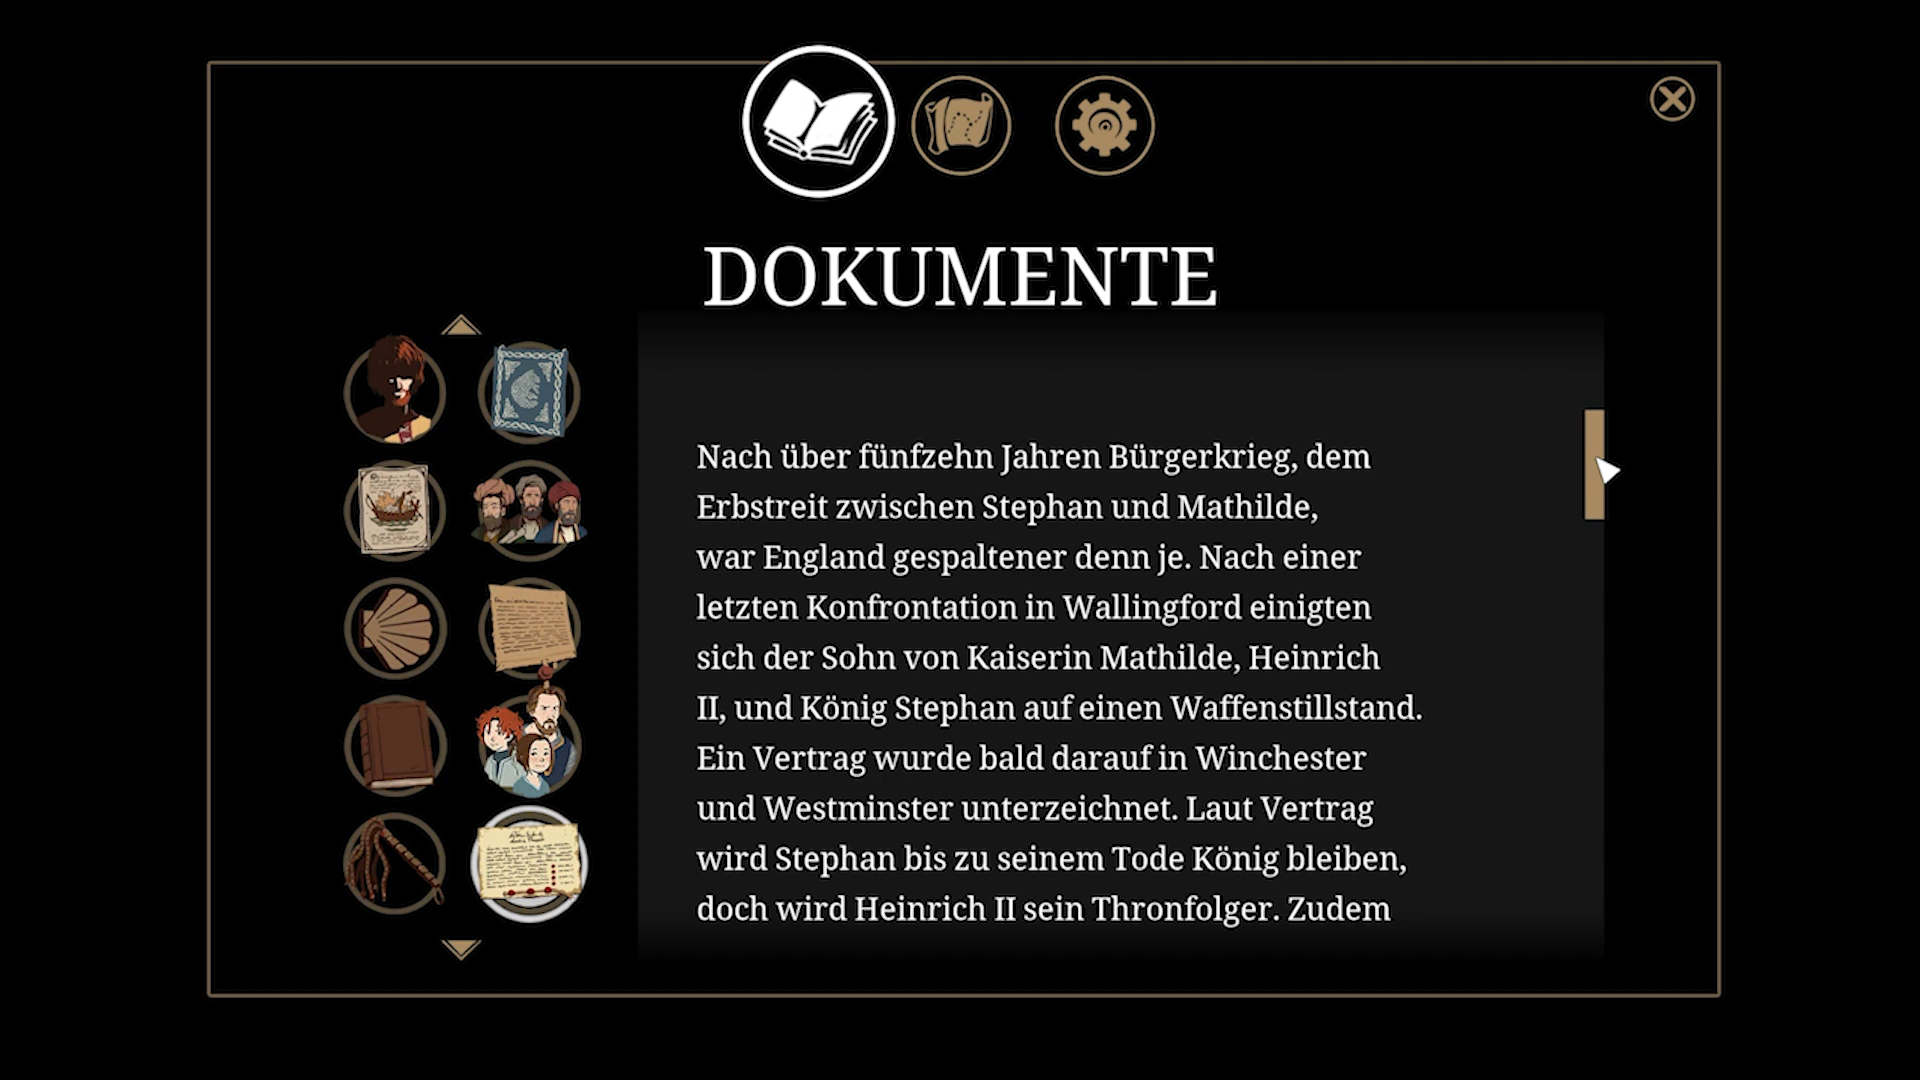 DOKUMENTE
Nach über fünfzehn Jahren Bürgerkrieg, dem
Erbstreit zwischen Stephan und Mathilde,
war England gespaltener denn je. Nach einer
letzten Konfrontation in Wallingford einigten
sich der Sohn von Kaiserin Mathilde, Heinrich
II, und König Stephan auf einen Waffenstillstand.
Ein Vertrag wurde bald darauf in Winchester
und Westminster unterzeichnet. Laut Vertrag
wird Stephan bis zu seinem Tode König bleiben,
doch wird Heinrich II sein Thronfolger. Zudem